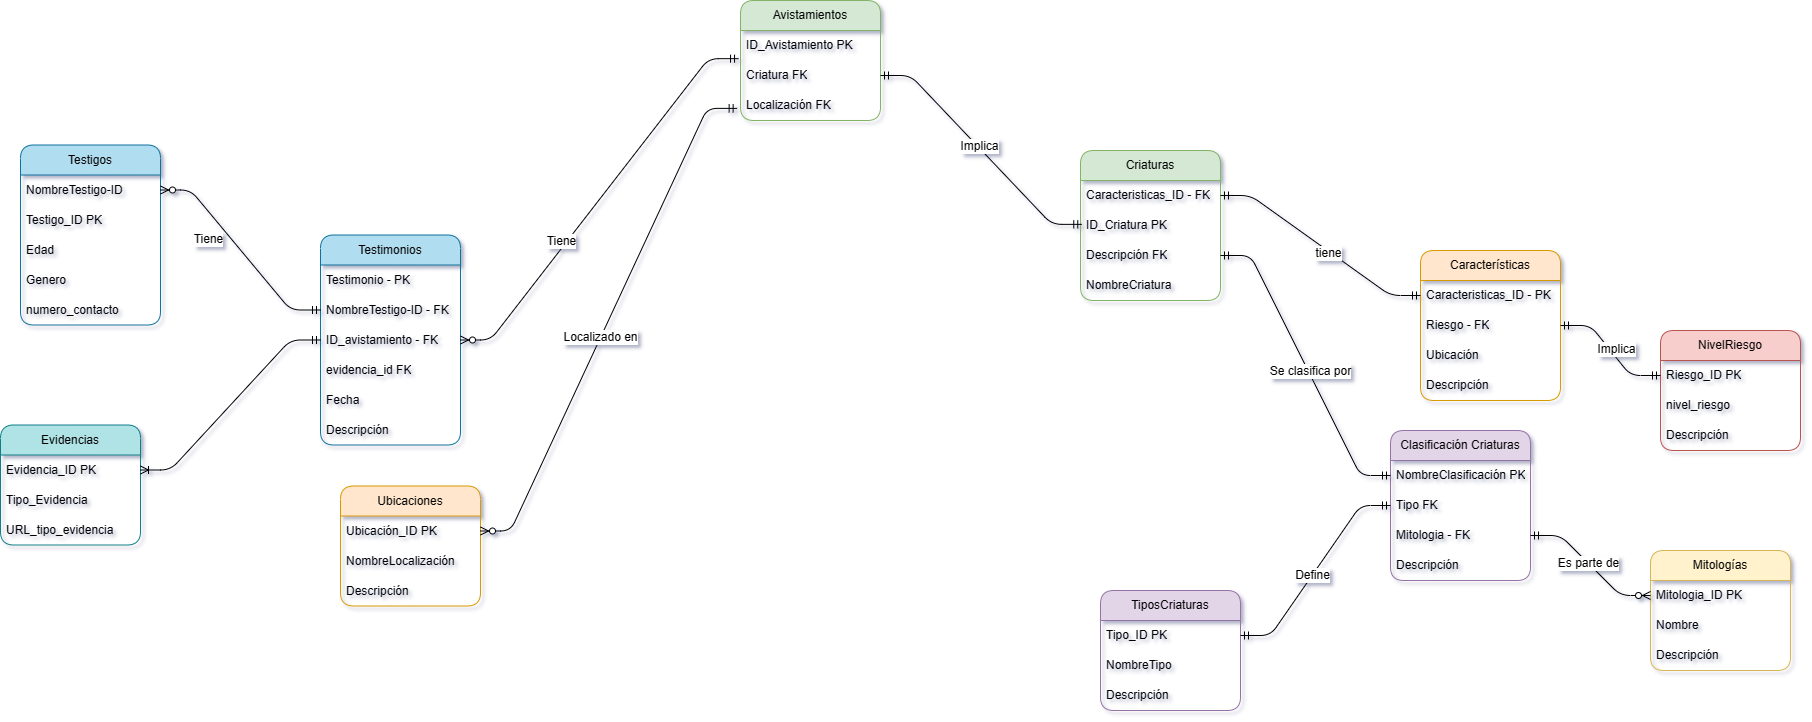 Avistamientos
ID_Avistamiento PK
Criatura FK
Localización FK
Testigos
NombreTestigo-ID
Testigo_ID PK
Edad
Genero
numero_contacto
Tiene
Testimonios
Testimonio - PK
NombreTestigo-ID - FK
ID_avistamiento - FK
evidencia_id FK
Fecha
Descripción
Tiene
Localizado en
Evidencias
Evidencia_ID PK
Tipo_Evidencia
URL_tipo_evidencia
Ubicaciones
Ubicación_ID PK
NombreLocalización
Descripción
Implica
Criaturas
Caracteristicas_ID - FK
ID_Criatura PK
Descripción FK
NombreCriatura
tiene
Características
Caracteristicas_ID - PK
Riesgo - FK
Ubicación
Descripción
Implica
NivelRiesgo
Riesgo_ID PK
nivel_riesgo
Descripción
Se clasifica por
Clasificación Criaturas
NombreClasificación PK
Tipo FK
Mitologia - FK
Descripción
Define
TiposCriaturas
Tipo_ID PK
NombreTipo
Descripción
Es parte de
Mitologías
Mitologia_ID PK
Nombre
Descripción